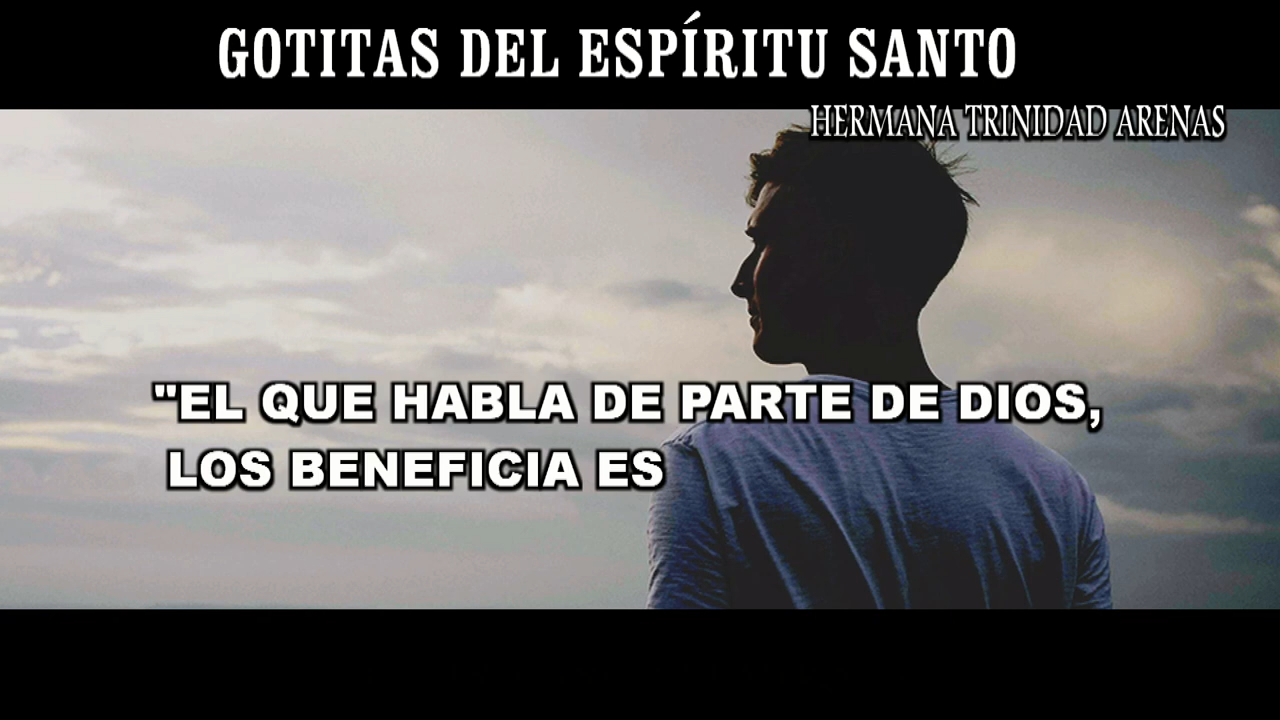 GOTITAS DEL ESPÍRITU SANTO
HERMANA TRINIDAD ARENAS
"EL QUE HABLA DE PARTE DE DIOS,
LOS BENEFICIA ES